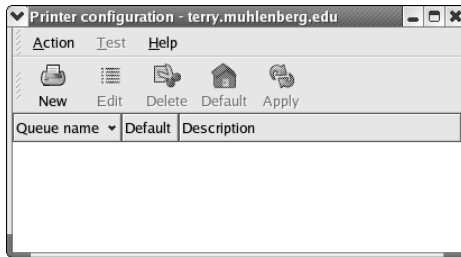 Printer configuration - terry.muhlenberg.edu
Action Test Help
New Edit Delete Default Apply
Queue name Default Description